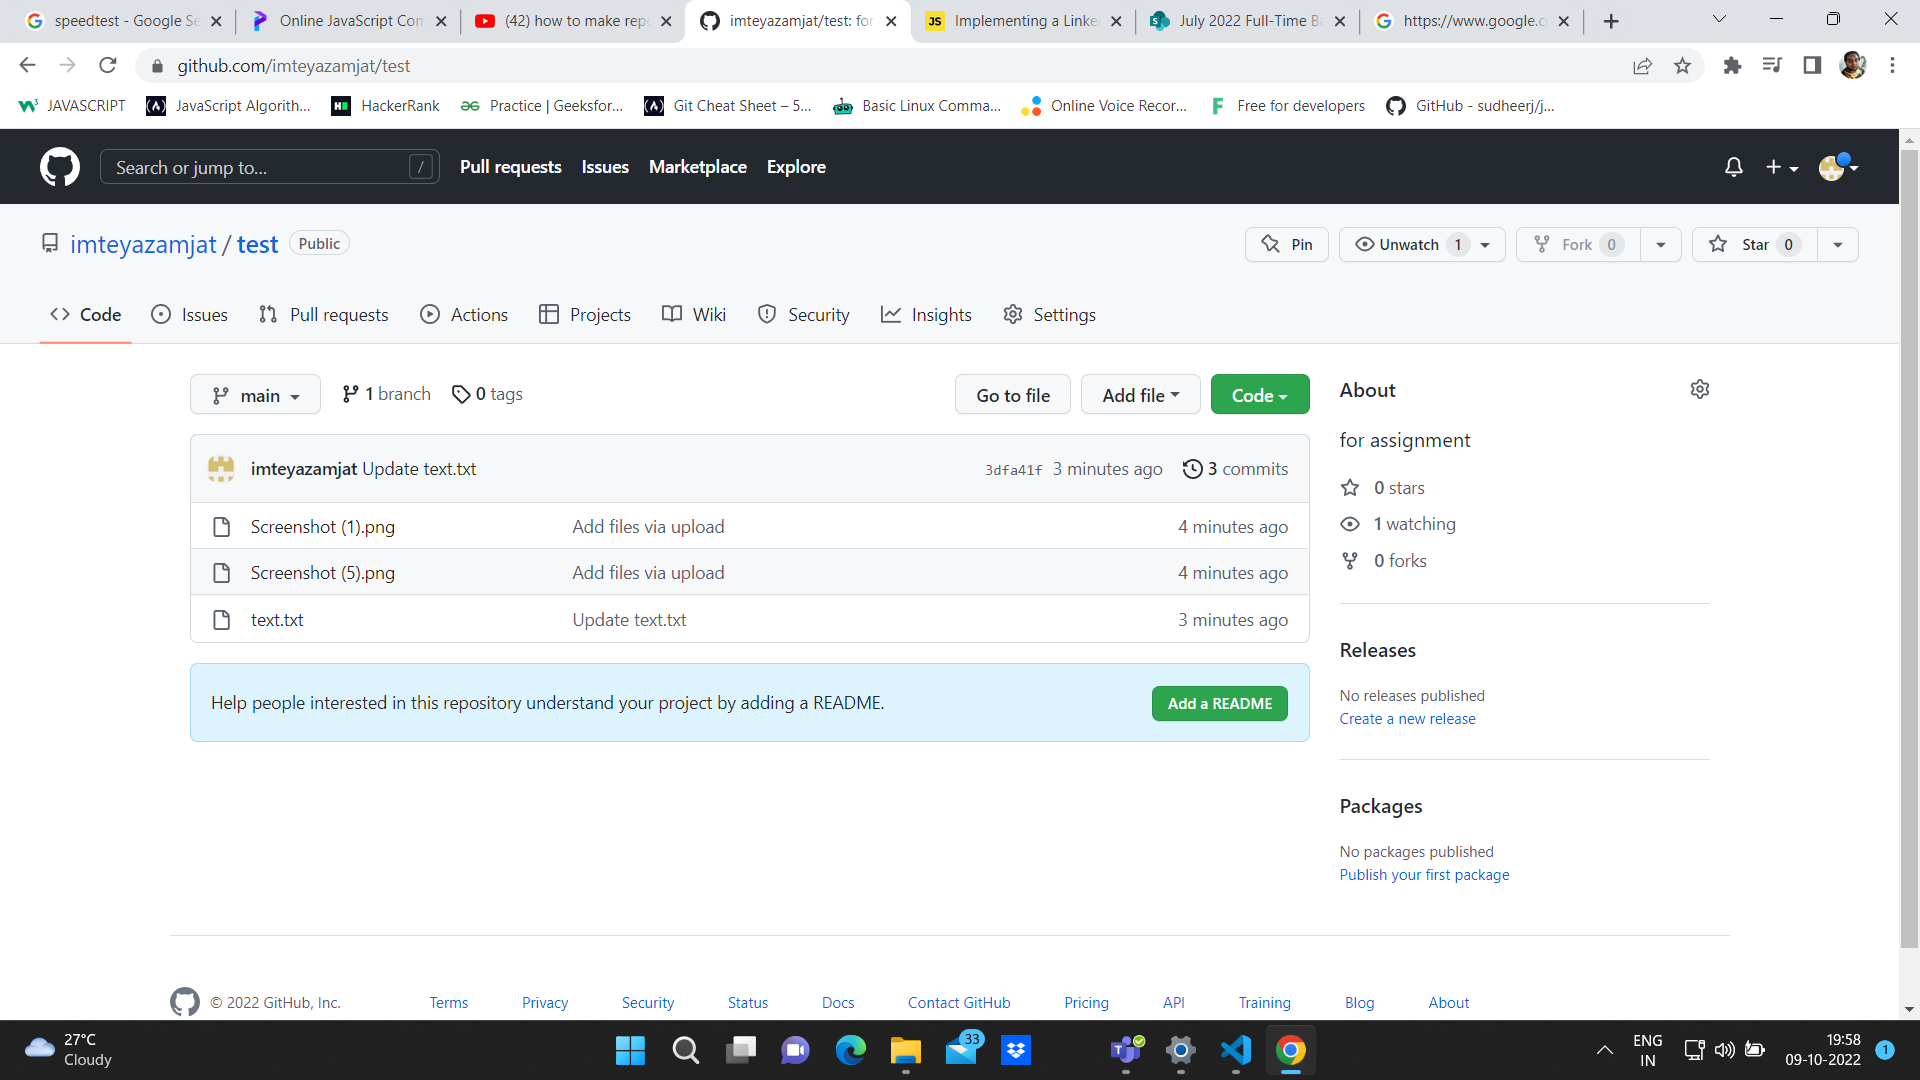 speedtest - Google Se
Online JavaScript Com
(42) how to make repo
imteyazamjat/test: for
JS Implementing a Linke
July 2022 Full-Time Ba
https://www.google.c
github.com/imteyazamjat/test
JAVASCRIPT
JavaScript Algorith...
HackerRank
Practice | Geeksfor...
Git Cheat Sheet – 5...
Basic Linux Comma...
Online Voice Recor...
Free for developers
GitHub - sudheerj/j...
Search or jump to... /
Pull requests
Issues
Marketplace
Explore
imteyazamjat / test Public
Pin
Unwatch 1
Fork 0
Star 0
Code
Issues
Pull requests
Actions
Projects
Wiki
Security
Insights
Settings
main
1 branch
0 tags
Go to file
Add file
Code
imteyazamjat Update text.txt 3dfa41f 3 minutes ago 3 commits
Screenshot (1).png Add files via upload 4 minutes ago
Screenshot (5).png Add files via upload 4 minutes ago
text.txt Update text.txt 3 minutes ago
Help people interested in this repository understand your project by adding a README.
Add a README
About
for assignment
0 stars
1 watching
0 forks
Releases
No releases published
Create a new release
Packages
No packages published
Publish your first package
© 2022 GitHub, Inc.
Terms
Privacy
Security
Status
Docs
Contact GitHub
Pricing
API
Training
Blog
About
27°C
Cloudy
33
ENG
IN
19:58
09-10-2022
1